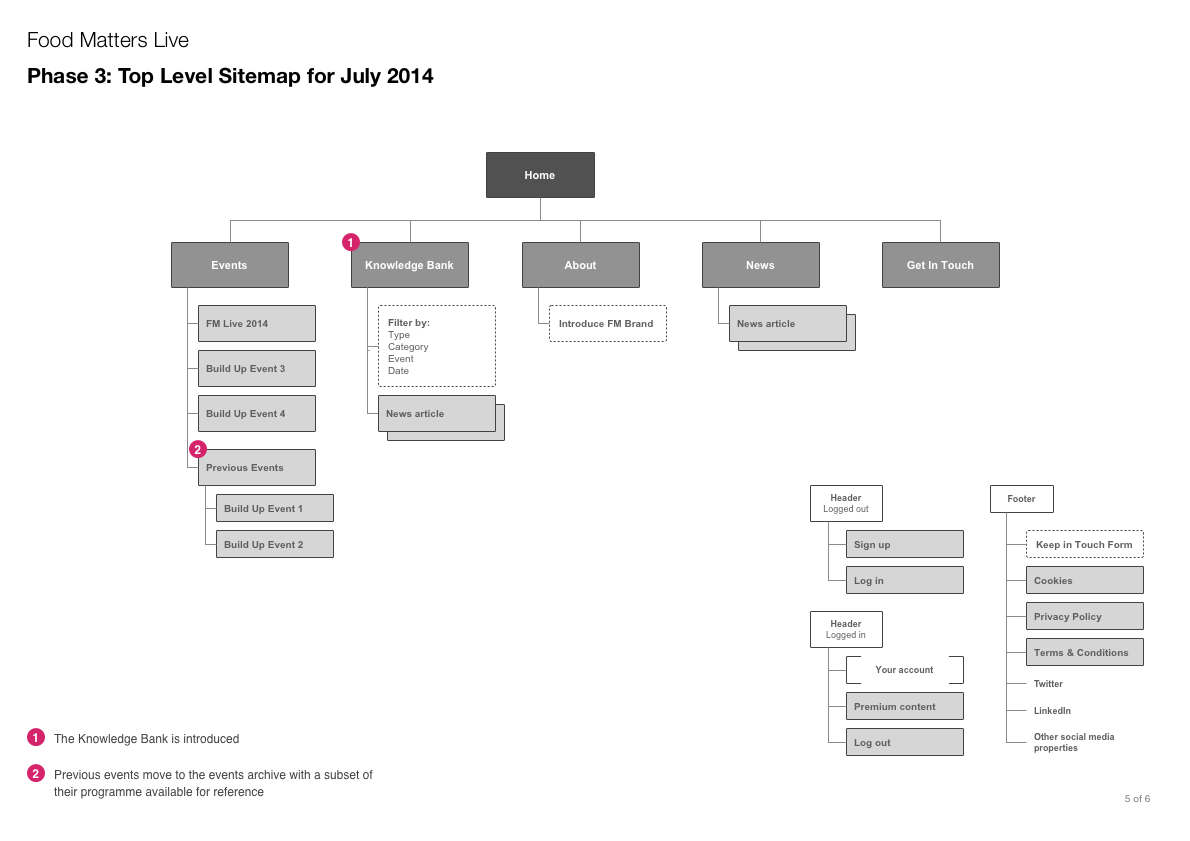 Food Matters Live
Phase 3: Top Level Sitemap for July 2014
Home
Events
1
Knowledge Bank
About
News
Get In Touch
FM Live 2014
Build Up Event 3
Build Up Event 4
2
Previous Events
Build Up Event 1
Build Up Event 2
Filter by:
Type
Category
Event
Date
News article
Introduce FM Brand
News article
Header
Logged out
Sign up
Log in
Header
Logged in
Your account
Premium content
Log out
Footer
Keep in Touch Form
Cookies
Privacy Policy
Terms & Conditions
Twitter
LinkedIn
Other social media
properties
1 The Knowledge Bank is introduced
2 Previous events move to the events archive with a subset of
their programme available for reference
5 of 6